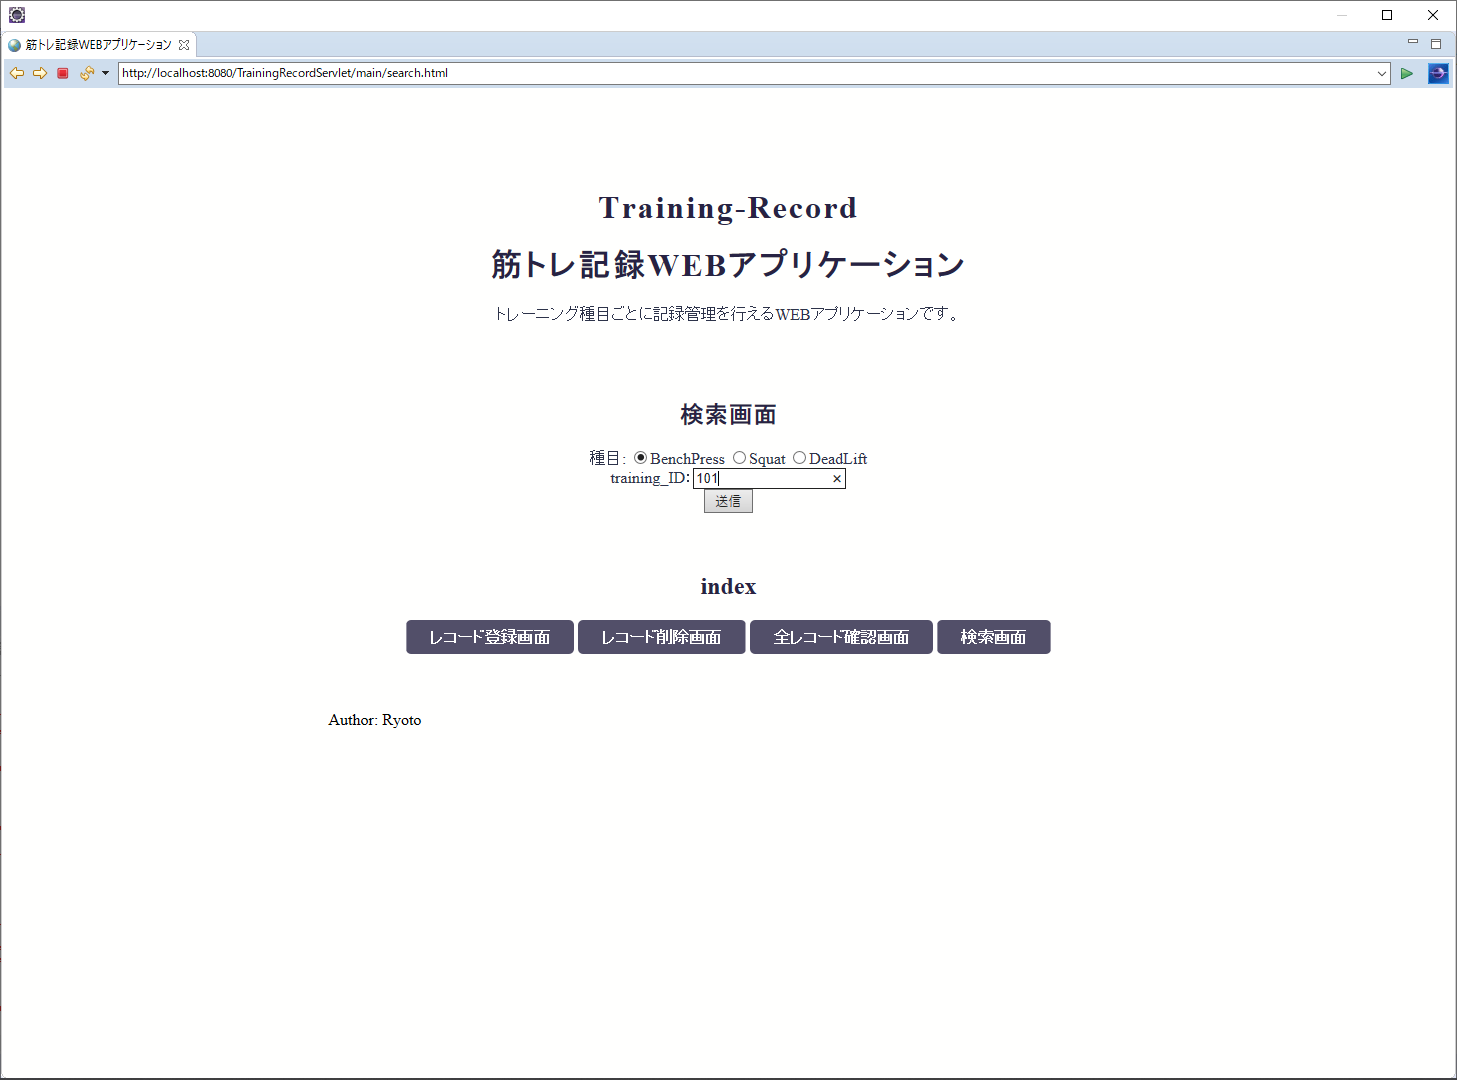 筋トレ記録WEBアプリケーション
http://localhost:8080/TrainingRecordServlet/main/search.html
Training-Record
筋トレ記録WEBアプリケーション
トレーニング種目ごとに記録管理を行えるWEBアプリケーションです。
検索画面
種目: BenchPress Squat DeadLift
training_ID: 101
送信
index
レコード登録画面 レコード削除画面 全レコード確認画面 検索画面
Author: Ryoto